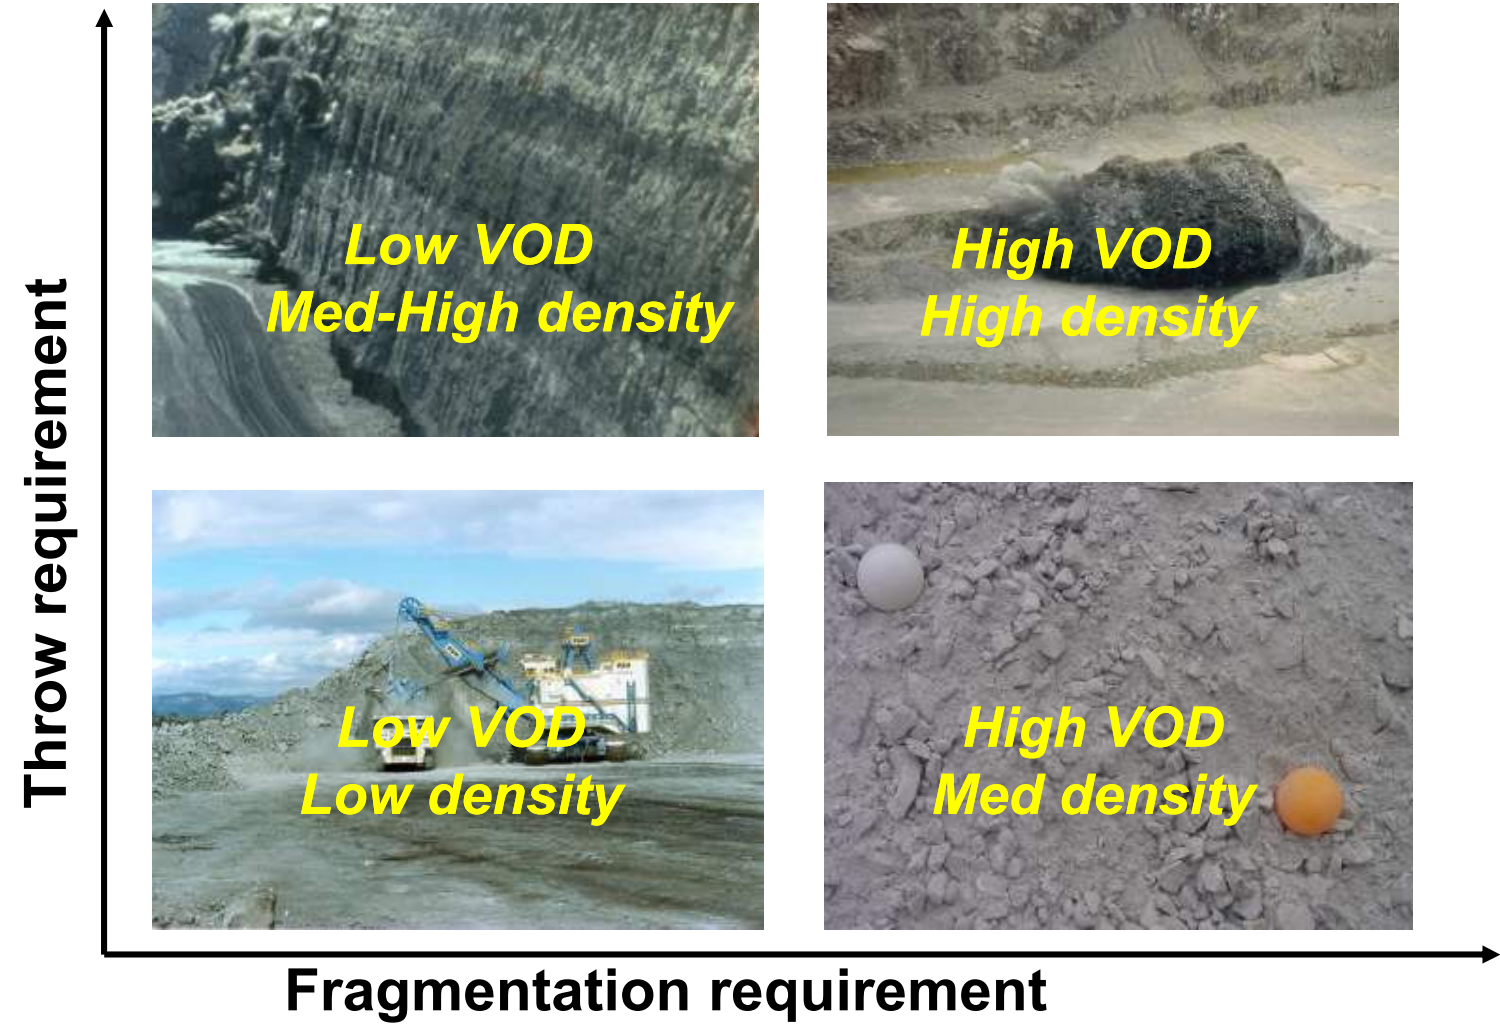 Throw requirement
Low VOD
Med-High density
High VOD
High density
Low VOD
Low density
High VOD
Med density
Fragmentation requirement